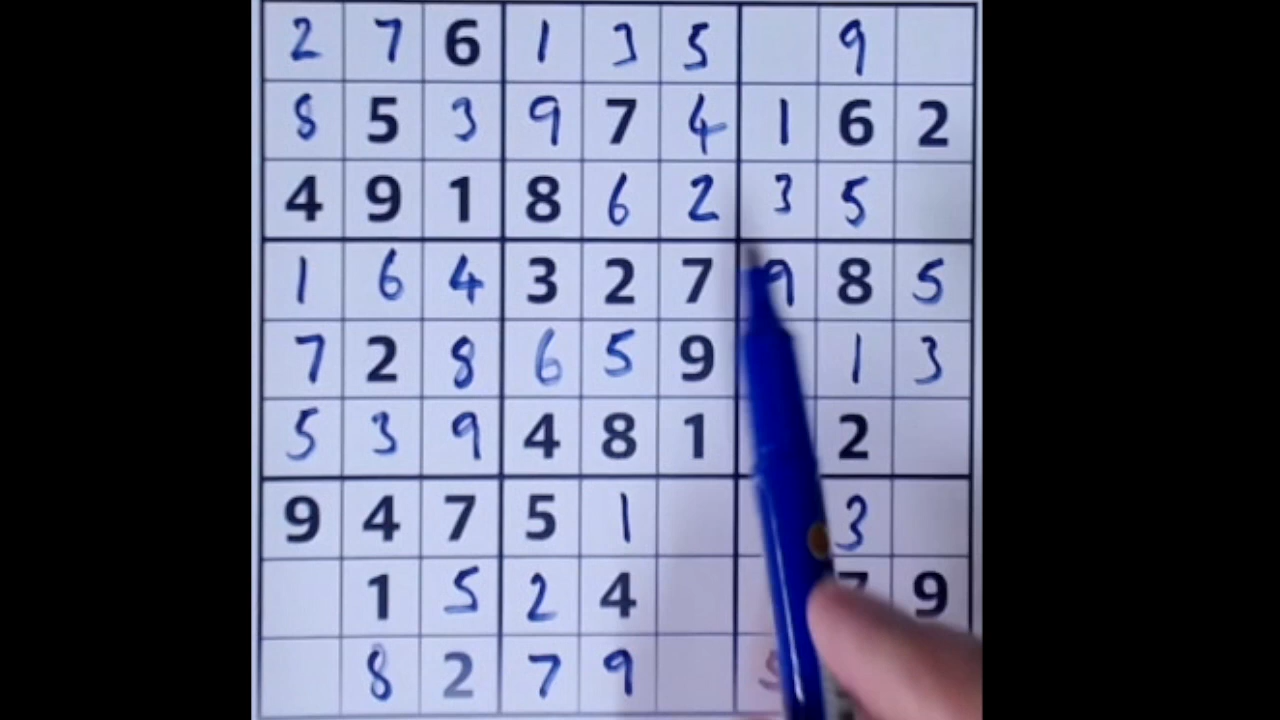 2 7 6 1 3 5 9
8 5 3 9 7 4 1 6 2
4 9 1 8 6 2 3 5
1 6 4 3 2 7 9 8 5
7 2 8 6 5 9 1 3
5 3 9 4 8 1 2
9 4 7 5 1 3
1 5 2 4 7 9
8 2 7 9